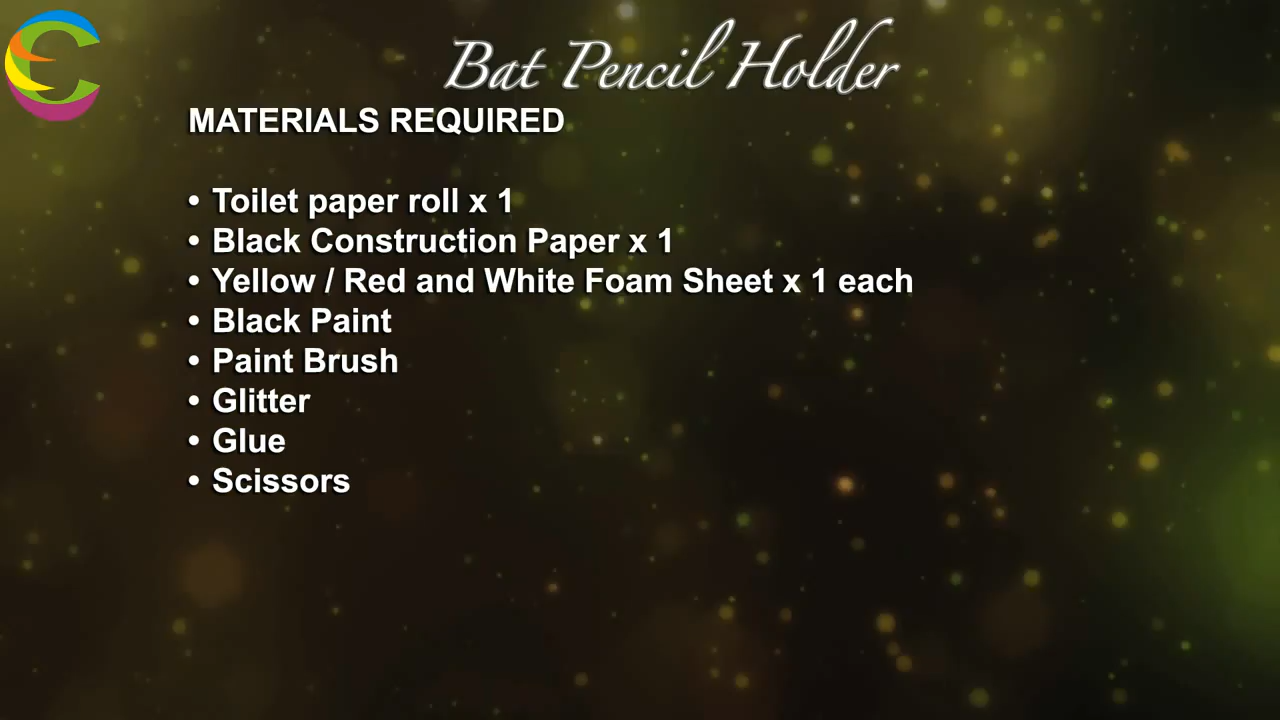 Bat Pencil Holder
MATERIALS REQUIRED
• Toilet paper roll x 1
• Black Construction Paper x 1
• Yellow / Red and White Foam Sheet x 1 each
• Black Paint
• Paint Brush
• Glitter
• Glue
• Scissors